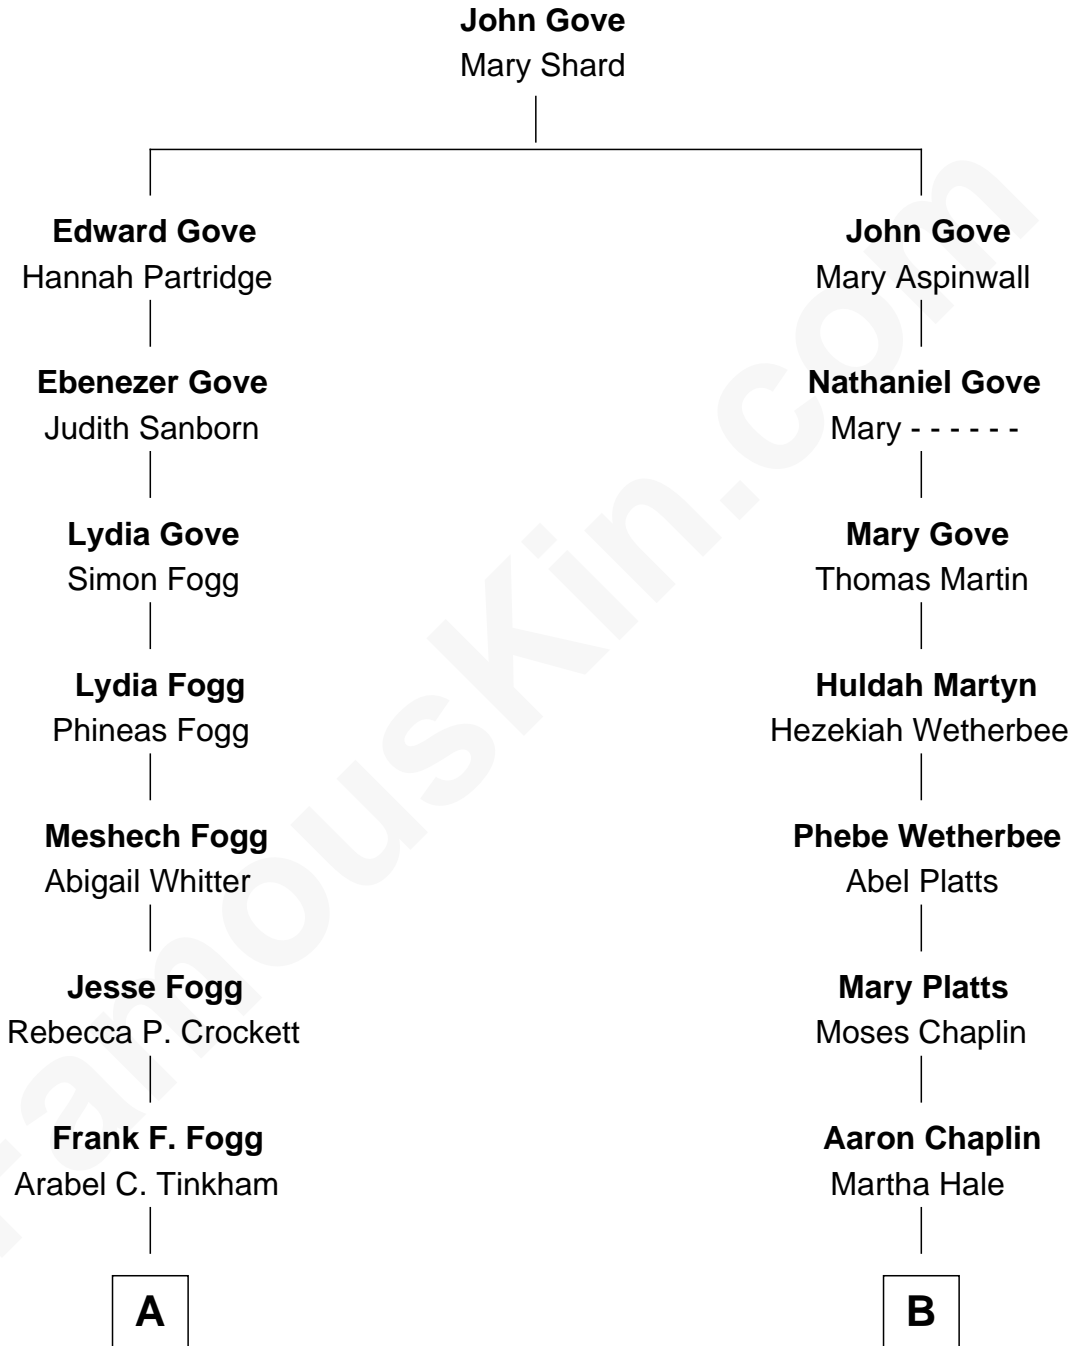 John Gove
Mary Shard
Edward Gove
Hannah Partridge
John Gove
Mary Aspinwall
Ebenezer Gove
Judith Sanborn
Nathaniel Gove
Mary - - - - - -
Lydia Gove
Simon Fogg
Mary Gove
Thomas Martin
Lydia Fogg
Phineas Fogg
Huldah Martyn
Hezekiah Wetherbee
Meshech Fogg
Abigail Whitter
Phebe Wetherbee
Abel Platts
Jesse Fogg
Rebecca P. Crockett
Mary Platts
Moses Chaplin
Frank F. Fogg
Arabel C. Tinkham
Aaron Chaplin
Martha Hale
A
B
FamousKin.com